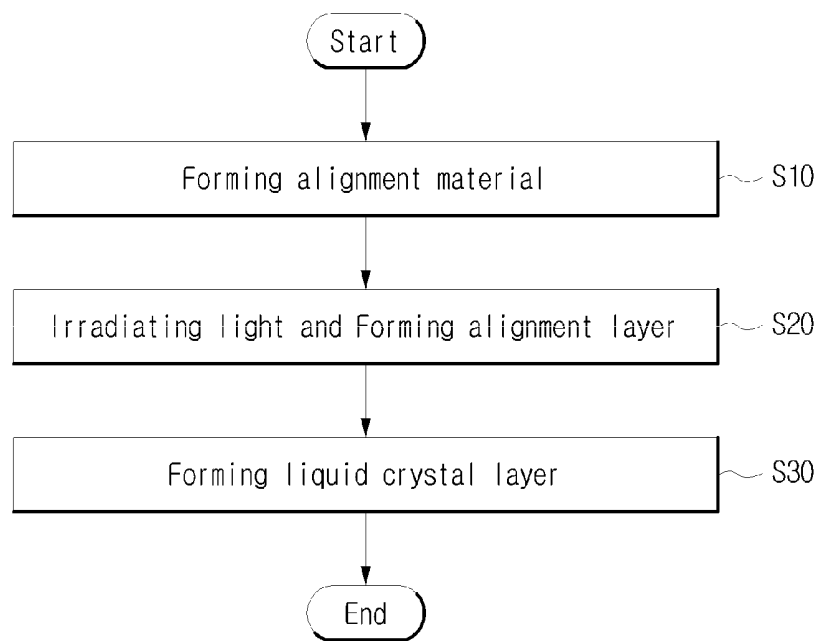 Start
Forming alignment material
S10
Irradiating light and Forming alignment layer
S20
Forming liquid crystal layer
S30
End